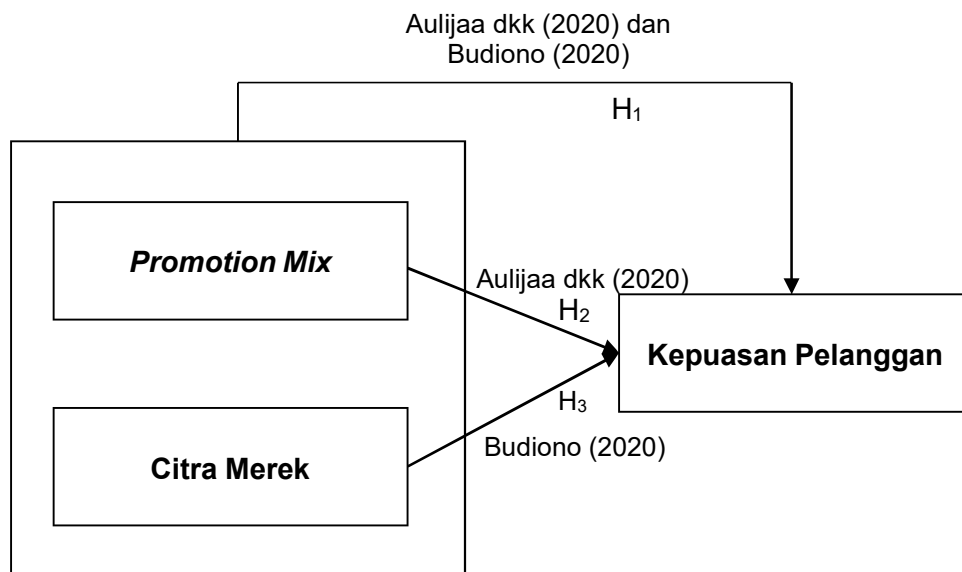 Aulijaa dkk (2020) dan
Budiono (2020)
H₁
Promotion Mix
Aulijaa dkk (2020)
H₂
Kepuasan Pelanggan
H₃
Citra Merek
Budiono (2020)